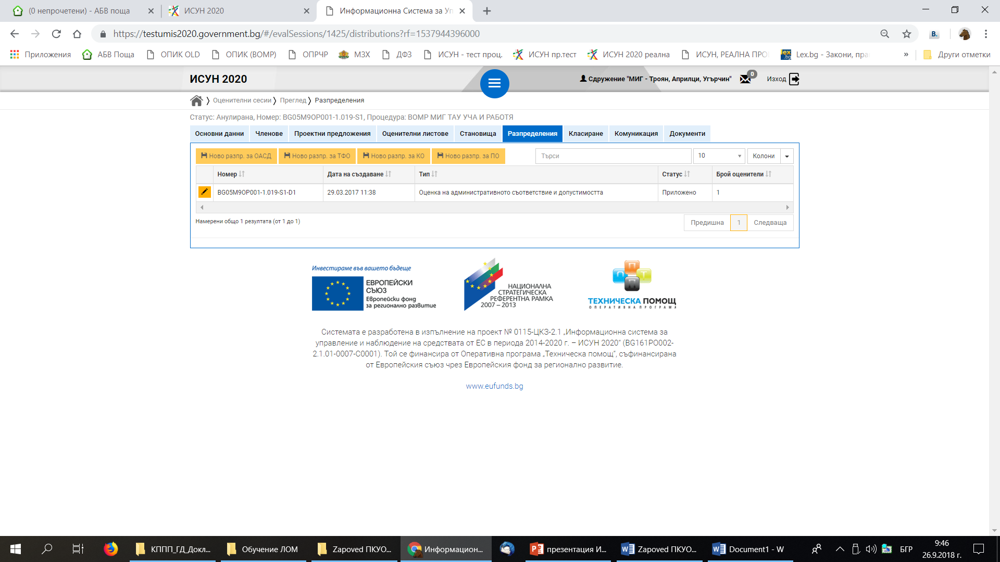 (0 непрочетени) - АБВ поща
ИСУН 2020
Информационна Система за Уп
https://testumis2020.government.bg/#/evalSessions/1425/distributions?rf=1537944396000
B.
Приложения
АБВ Поща
ОПИК OLD
ОПИК (ВОМР)
ОПРЧР
МЗХ
ДФЗ
ИСУН - тест проц.
ИСУН пр.тест
ИСУН 2020 реална
ИСУН, РЕАЛНА ПРО
Lex.bg - Закони, пра
»
Други отметки
ИСУН 2020
Сдружение "МИГ - Троян, Априлци, Угърчин"
0
Изход
Оценителни сесии
Преглед
Разпределения
Статус: Анулирана, Номер: BG05M9OP001-1.019-S1, Процедура: ВОМР МИГ ТАУ УЧА И РАБОТЯ
Основни данни
Членове
Проектни предложения
Оценителни листове
Становища
Разпределения
Класиране
Комуникация
Документи
Ново разпр. за ОАСД
Ново разпр. за ТФО
Ново разпр. за КО
Ново разпр. за ПО
Търси
10
Колони
Номер
Дата на създаване
Тип
Статус
Брой оценители
BG05M9OP001-1.019-S1-D1
29.03.2017 11:38
Оценка на административното съответствие и допустимостта
Приложено
1
Намерени общо 1 резултата (от 1 до 1)
Предишна
1
Следваща
Инвестираме във вашето бъдеще
ЕВРОПЕЙСКИ
СЪЮЗ
Европейски фонд
за регионално развитие
НАЦИОНАЛНА
СТРАТЕГИЧЕСКА
РЕФЕРЕНТНА РАМКА
2007 – 2013
ТЕХНИЧЕСКА ПОМОЩ
ОПЕРАТИВНА ПРОГРАМА
Системата е разработена в изпълнение на проект № 0115-ЦКЗ-2.1 „Информационна система за
управление и наблюдение на средствата от ЕС в периода 2014-2020 г. – ИСУН 2020“ (BG161PO002-
2.1.01-0007-C0001). Той се финансира от Оперативна програма „Техническа помощ“, съфинансирана
от Европейския съюз чрез Европейския фонд за регионално развитие.
www.eufunds.bg
КППП_ГД_Докл...
Обучение ЛОМ
Zapoved ПКУО...
Информацион...
презентация И...
Zapoved ПКУО...
Document1 - W
БГР
9:46
26.9.2018 г.